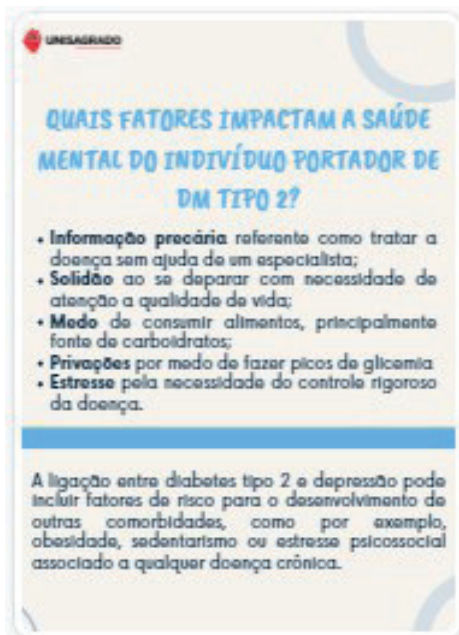 UNISAGRADO
QUAIS FATORES IMPACTAM A SAÚDE
MENTAL DO INDIVÍDUO PORTADOR DE
DM TIPO 2?
• Informação precária referente como tratar a
doença sem ajuda de um especialista;
• Solidão ao se deparar com necessidade de
atenção a qualidade de vida;
• Medo de consumir alimentos, principalmente
fonte de carboidratos;
• Privações por medo de fazer picos de glicemia
• Estresse pela necessidade do controle rigoroso
da doença.
A ligação entre diabetes tipo 2 e depressão pode
incluir fatores de risco para o desenvolvimento de
outras comorbidades, como por exemplo,
obesidade, sedentarismo ou estresse psicossocial
associado a qualquer doença crônica.